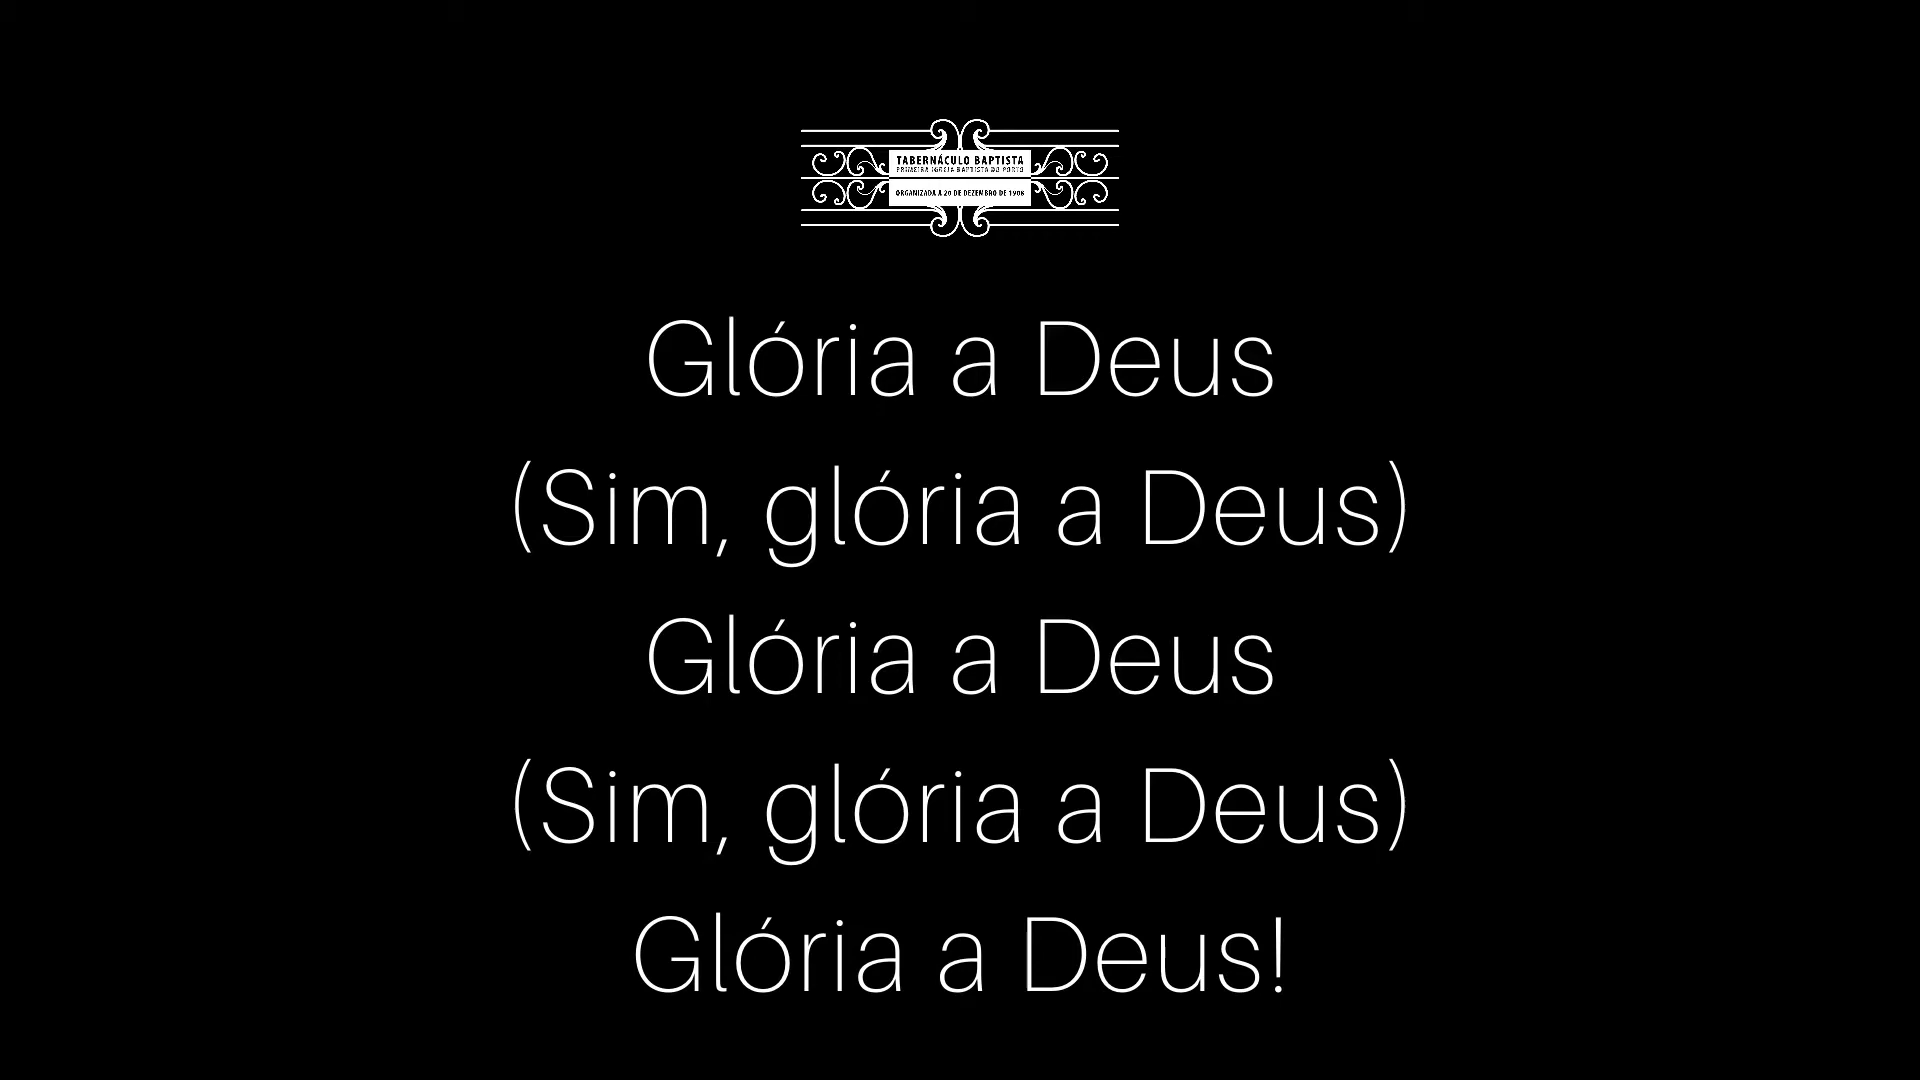 TABERNÁCULO BAPTISTA
PRIMEIRA IGREJA BAPTISTA DO PORTO
ORGANIZADA A 20 DE DEZEMBRO DE 1908
Glória a Deus
(Sim, glória a Deus)
Glória a Deus
(Sim, glória a Deus)
Glória a Deus!